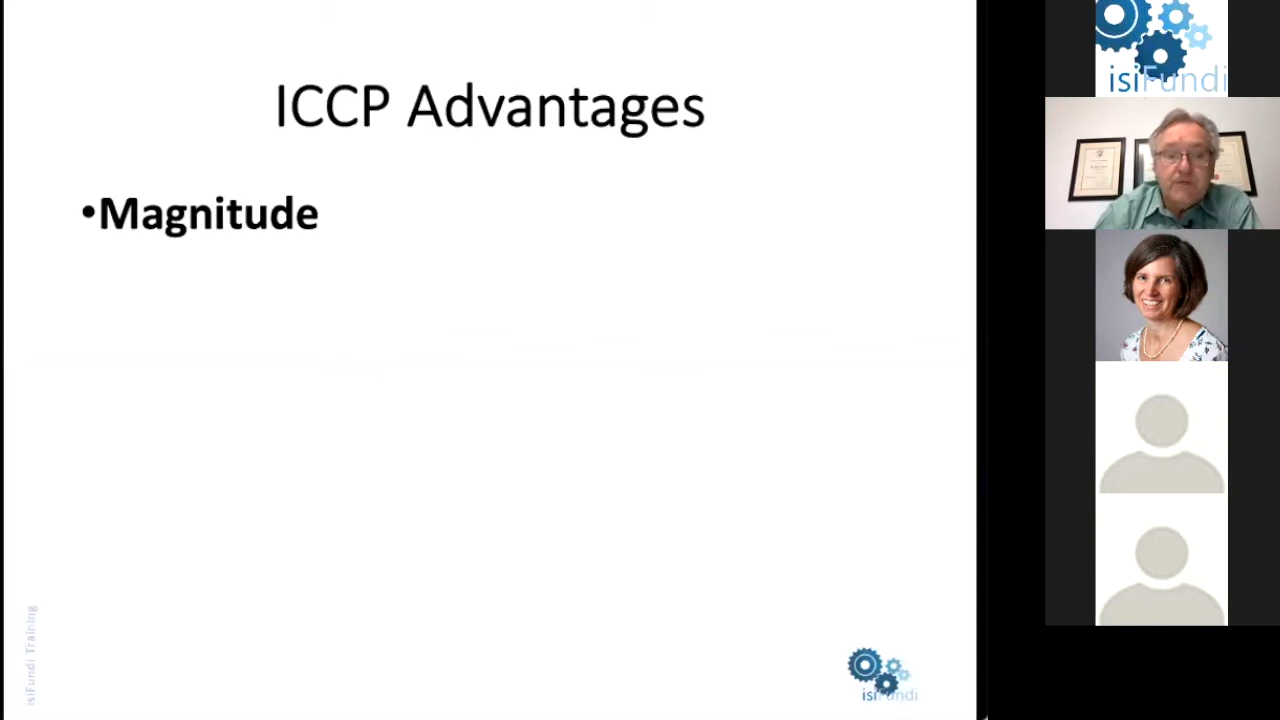 ICCP Advantages
•Magnitude
isiFundi Training
isiFundi
isiFundi